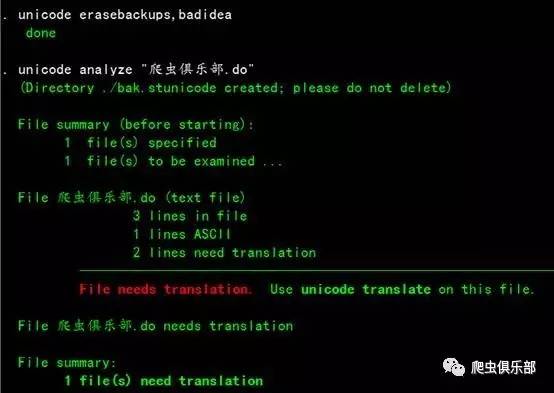 . unicode erasebackups,badidea
done
. unicode analyze "爬虫俱乐部.do"
(Directory ./bak.stunicode created; please do not delete)
File summary (before starting):
1 file(s) specified
1 file(s) to be examined ...
File 爬虫俱乐部.do (text file)
3 lines in file
1 lines ASCII
2 lines need translation
File needs translation. Use unicode translate on this file.
File 爬虫俱乐部.do needs translation
File summary:
1 file(s) need translation
爬虫俱乐部